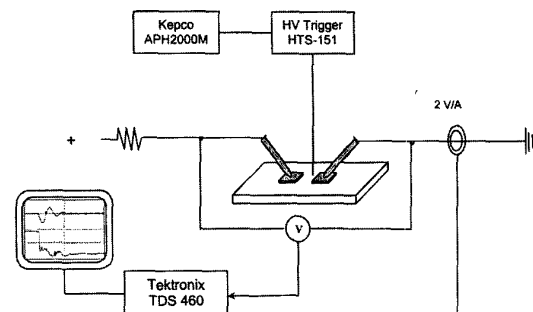 Kepco
APH2000M
HV Trigger
HTS-151
2 V/A
+
V
Tektronix
TDS 460